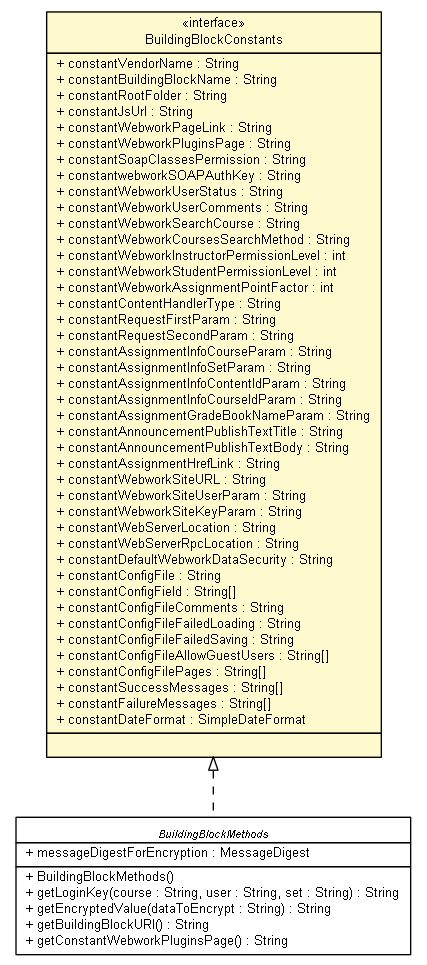 «interface»
BuildingBlockConstants
+ constantVendorName : String
+ constantBuildingBlockName : String
+ constantRootFolder : String
+ constantJsUrl : String
+ constantWebworkPageLink : String
+ constantWebworkPluginsPage : String
+ constantSoapClassesPermission : String
+ constantwebworkSOAPAuthKey : String
+ constantWebworkUserStatus : String
+ constantWebworkUserComments : String
+ constantWebworkSearchCourse : String
+ constantWebworkCoursesSearchMethod : String
+ constantWebworkInstructorPermissionLevel : int
+ constantWebworkStudentPermissionLevel : int
+ constantWebworkAssignmentPointFactor : int
+ constantContentHandlerType : String
+ constantRequestFirstParam : String
+ constantRequestSecondParam : String
+ constantAssignmentInfoCourseParam : String
+ constantAssignmentInfoSetParam : String
+ constantAssignmentInfoContentIdParam : String
+ constantAssignmentInfoCourseIdParam : String
+ constantAssignmentGradeBookNameParam : String
+ constantAnnouncementPublishTextTitle : String
+ constantAnnouncementPublishTextBody : String
+ constantAssignmentHrefLink : String
+ constantWebworkSiteURL : String
+ constantWebworkSiteUserParam : String
+ constantWebworkSiteKeyParam : String
+ constantWebServerLocation : String
+ constantWebServerRpcLocation : String
+ constantDefaultWebworkDataSecurity : String
+ constantConfigFile : String
+ constantConfigField : String[]
+ constantConfigFileComments : String
+ constantConfigFileFailedLoading : String
+ constantConfigFileFailedSaving : String
+ constantConfigFileAllowGuestUsers : String[]
+ constantConfigFilePages : String[]
+ constantSuccessMessages : String[]
+ constantFailureMessages : String[]
+ constantDateFormat : SimpleDateFormat
BuildingBlockMethods
+ messageDigestForEncryption : MessageDigest
+ BuildingBlockMethods()
+ getLoginKey(course : String, user : String, set : String) : String
+ getEncryptedValue(dataToEncrypt : String) : String
+ getBuildingBlockURI() : String
+ getConstantWebworkPluginsPage() : String